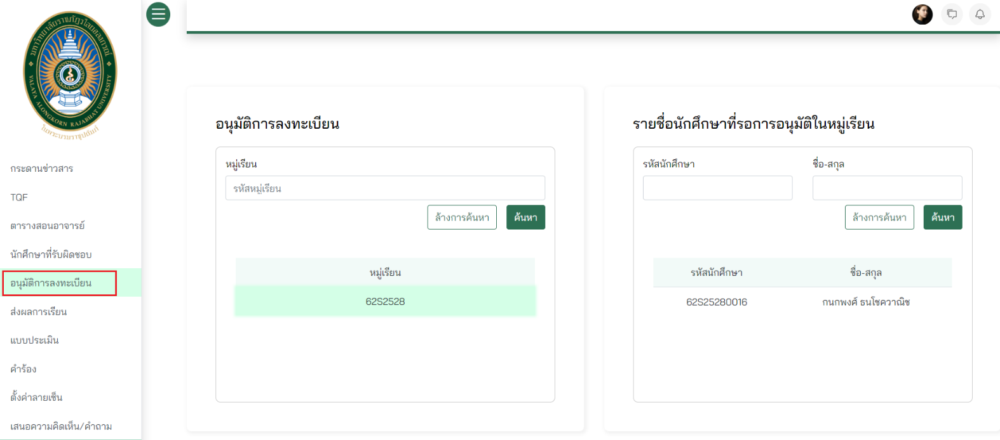 มหาวิทยาลัยราชภัฏวไลยอลงกรณ์
VALAYA ALONGKORN RAJABHAT UNIVERSITY
ในพระบรมราชูปถัมภ์
กระดานข่าวสาร
TQF
ตารางสอนอาจารย์
นักศึกษาที่รับผิดชอบ
อนุมัติการลงทะเบียน
ส่งผลการเรียน
แบบประเมิน
คำร้อง
ตั้งค่าลายเซ็น
เสนอความคิดเห็น/คำถาม
อนุมัติการลงทะเบียน
หมู่เรียน
รหัสหมู่เรียน
ล้างการค้นหา ค้นหา
หมู่เรียน
62S2528
รายชื่อนักศึกษาที่รอการอนุมัติในหมู่เรียน
รหัสนักศึกษา ชื่อ-สกุล
ล้างการค้นหา ค้นหา
รหัสนักศึกษา ชื่อ-สกุล
62S25280016 กนกพงศ์ ธนโชควาณิช